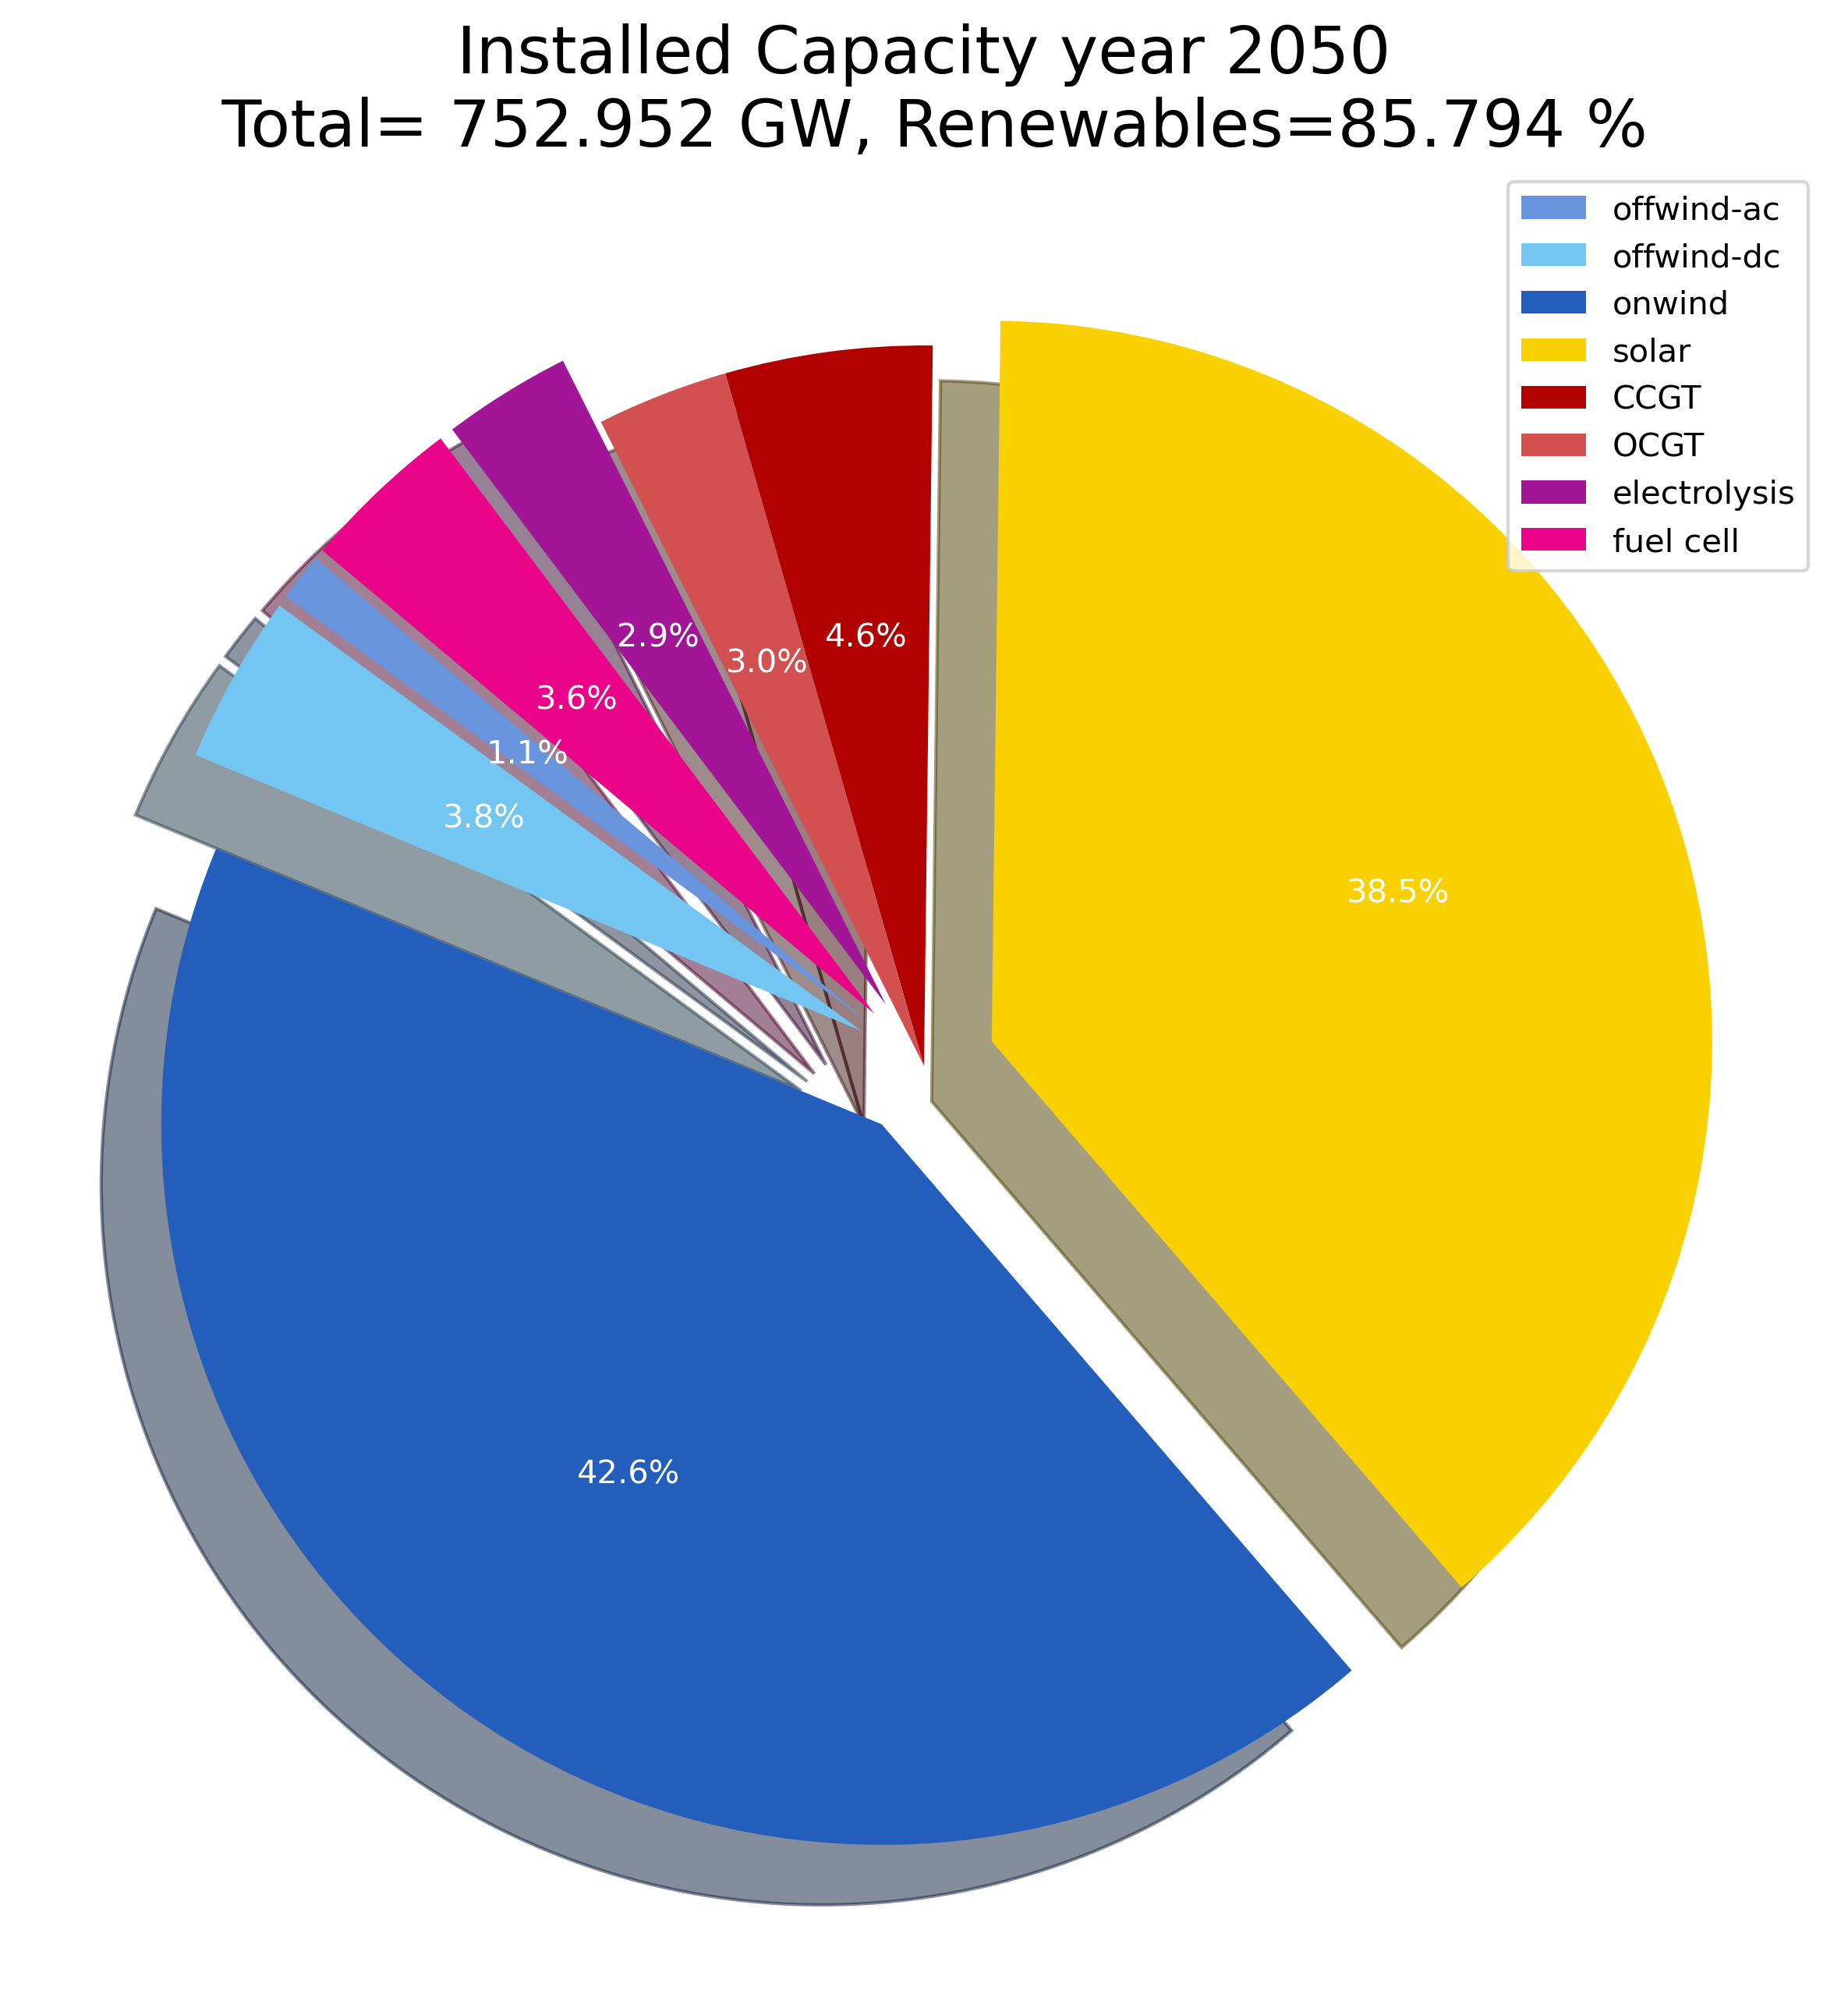 Installed Capacity year 2050
Total= 752.952 GW, Renewables=85.794 %
offwind-ac
offwind-dc
onwind
solar
CCGT
OCGT
electrolysis
fuel cell
2.9%
4.6%
3.0%
3.6%
1.1%
3.8%
38.5%
42.6%